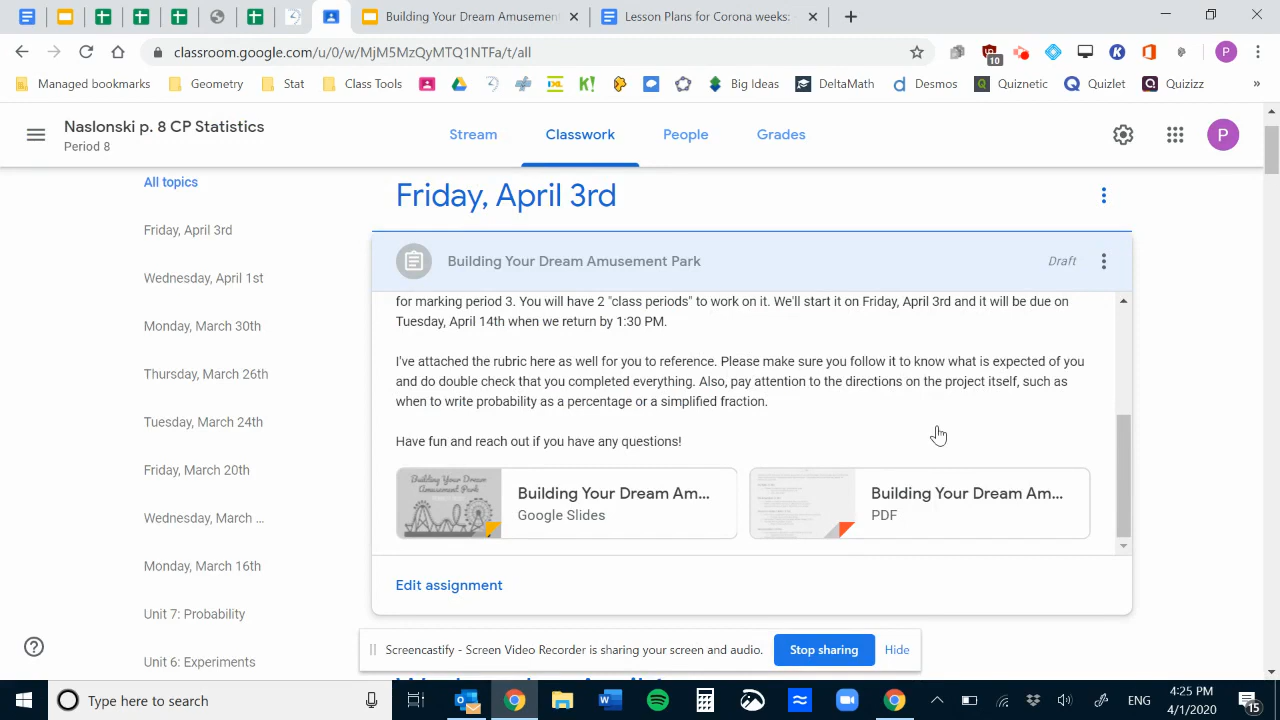 Building Your Dream Amusement
Lesson Plans for Corona weeks:
classroom.google.com/u/0/w/MjM5MzQyMTQ1NTFa/t/all
10
P
Managed bookmarks
Geometry
Stat
Class Tools
Big Ideas
DeltaMath
Desmos
Quiznetic
Quizlet
Quizizz
»
Naslonski p. 8 CP Statistics
Period 8
Stream
Classwork
People
Grades
P
All topics
Friday, April 3rd
Wednesday, April 1st
Monday, March 30th
Thursday, March 26th
Tuesday, March 24th
Friday, March 20th
Wednesday, March ...
Monday, March 16th
Unit 7: Probability
Unit 6: Experiments
Friday, April 3rd
Building Your Dream Amusement Park
Draft
for marking period 3. You will have 2 "class periods" to work on it. We'll start it on Friday, April 3rd and it will be due on
Tuesday, April 14th when we return by 1:30 PM.
I've attached the rubric here as well for you to reference. Please make sure you follow it to know what is expected of you
and do double check that you completed everything. Also, pay attention to the directions on the project itself, such as
when to write probability as a percentage or a simplified fraction.
Have fun and reach out if you have any questions!
Building Your Dream
Amusement Park
Building Your Dream Am...
Google Slides
Building Your Dream Am...
PDF
Edit assignment
Screencastify - Screen Video Recorder is sharing your screen and audio.
Stop sharing
Hide
Type here to search
ENG
4:25 PM
4/1/2020
15